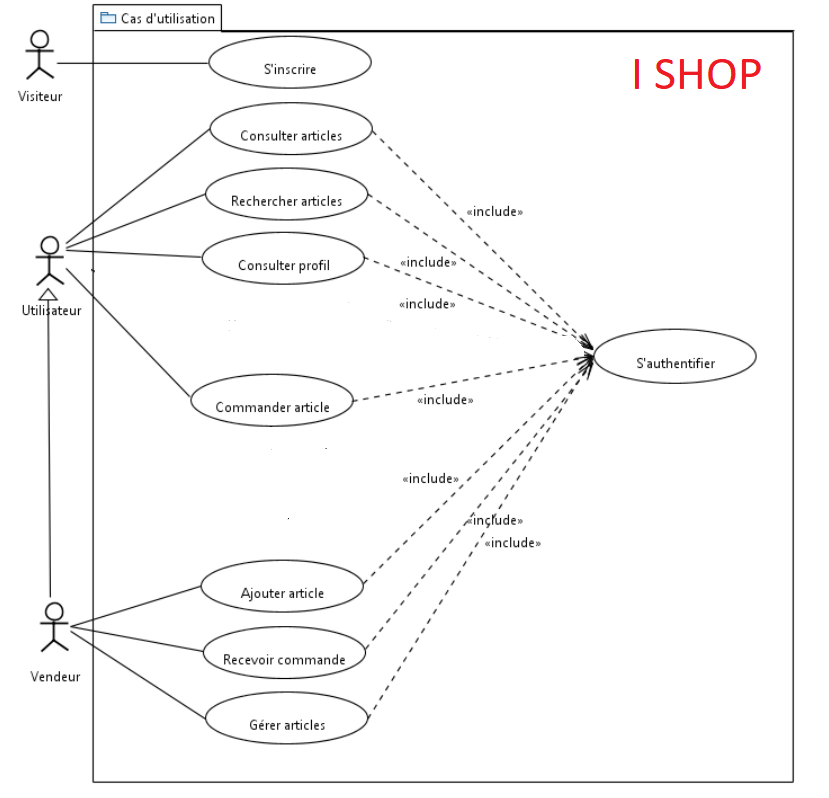 Cas d'utilisation
I SHOP
Visiteur
S'inscrire
Consulter articles
Rechercher articles
«include»
Consulter profil
«include»
«include»
Utilisateur
S'authentifier
Commander article
«include»
«include»
«include»
«include»
Ajouter article
Recevoir commande
Vendeur
Gérer articles